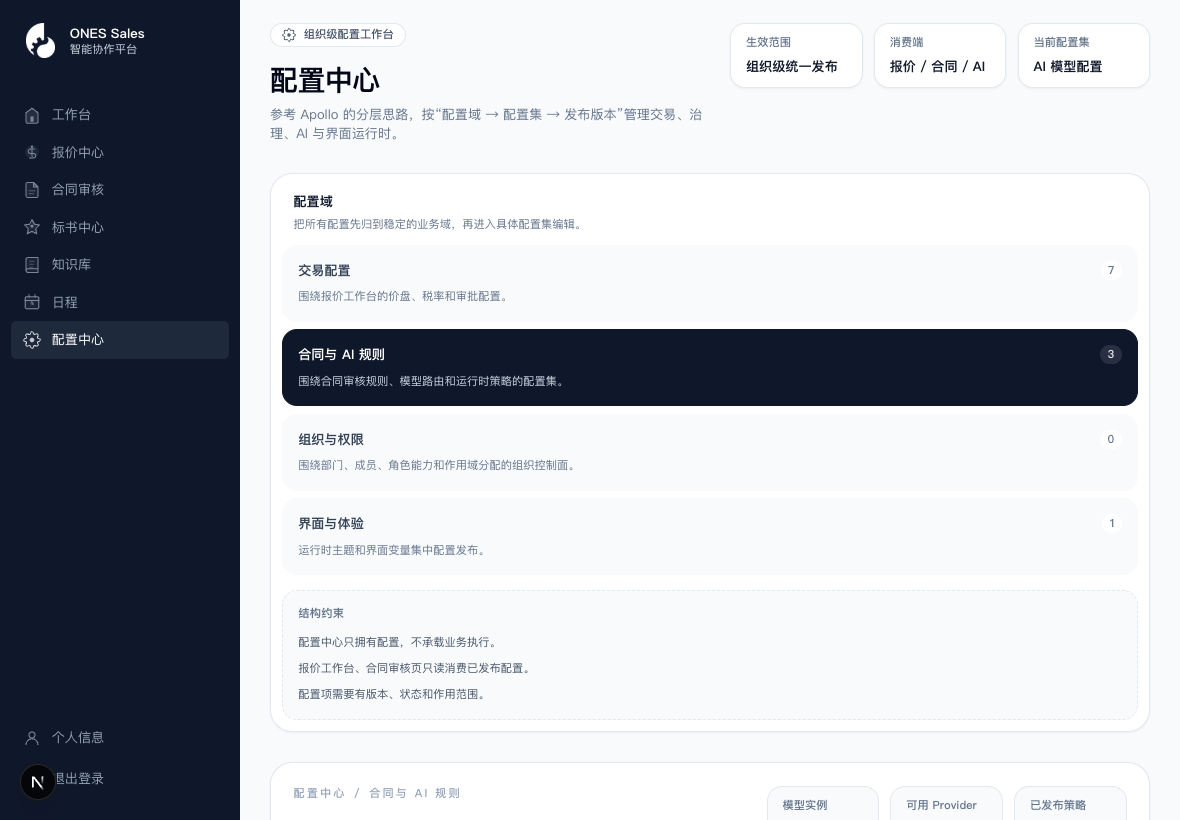 ONES Sales
智能协作平台
工作台
报价中心
合同审核
标书中心
知识库
日程
配置中心
个人信息
N
退出登录
组织级配置工作台
配置中心
参考 Apollo 的分层思路，按“配置域 → 配置集 → 发布版本”管理交易、治
理、AI 与界面运行时。
生效范围
组织级统一发布
消费端
报价 / 合同 / AI
当前配置集
AI 模型配置
配置域
把所有配置先归到稳定的业务域，再进入具体配置集编辑。
交易配置
7
围绕报价工作台的价盘、税率和审批配置。
合同与 AI 规则
3
围绕合同审核规则、模型路由和运行时策略的配置集。
组织与权限
0
围绕部门、成员、角色能力和作用域分配的组织控制面。
界面与体验
1
运行时主题和界面变量集中配置发布。
结构约束
配置中心只拥有配置，不承载业务执行。
报价工作台、合同审核页只读消费已发布配置。
配置项需要有版本、状态和作用范围。
配置中心 / 合同与 AI 规则
模型实例
可用 Provider
已发布策略